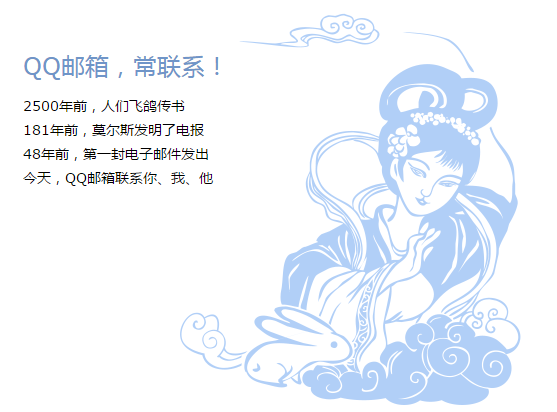 QQ邮箱，常联系！
2500年前，人们飞鸽传书
181年前，莫尔斯发明了电报
48年前，第一封电子邮件发出
今天，QQ邮箱联系你、我、他